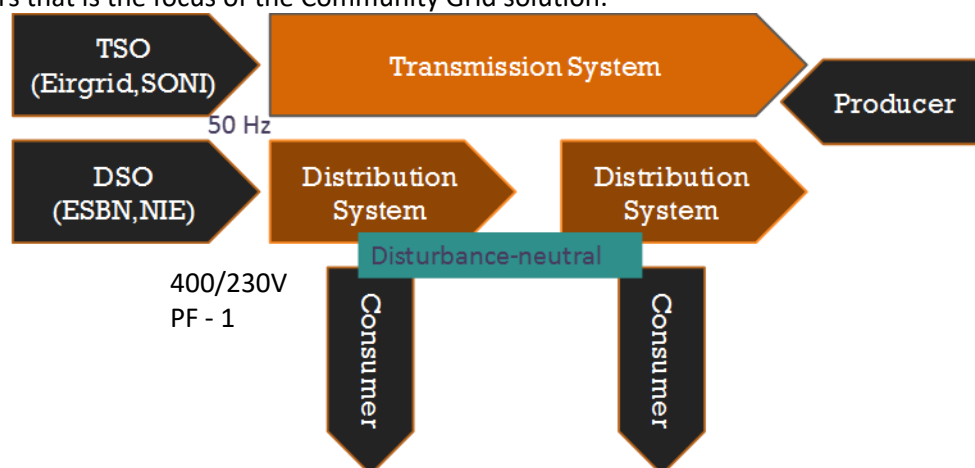 rs that is the focus of the Community Grid solution.
TSO
(Eirgrid,SONI)
Transmission System
Producer
50 Hz
DSO
(ESBN,NIE)
Distribution
System
Distribution
System
Disturbance-neutral
400/230V
PF - 1
Consumer
Consumer